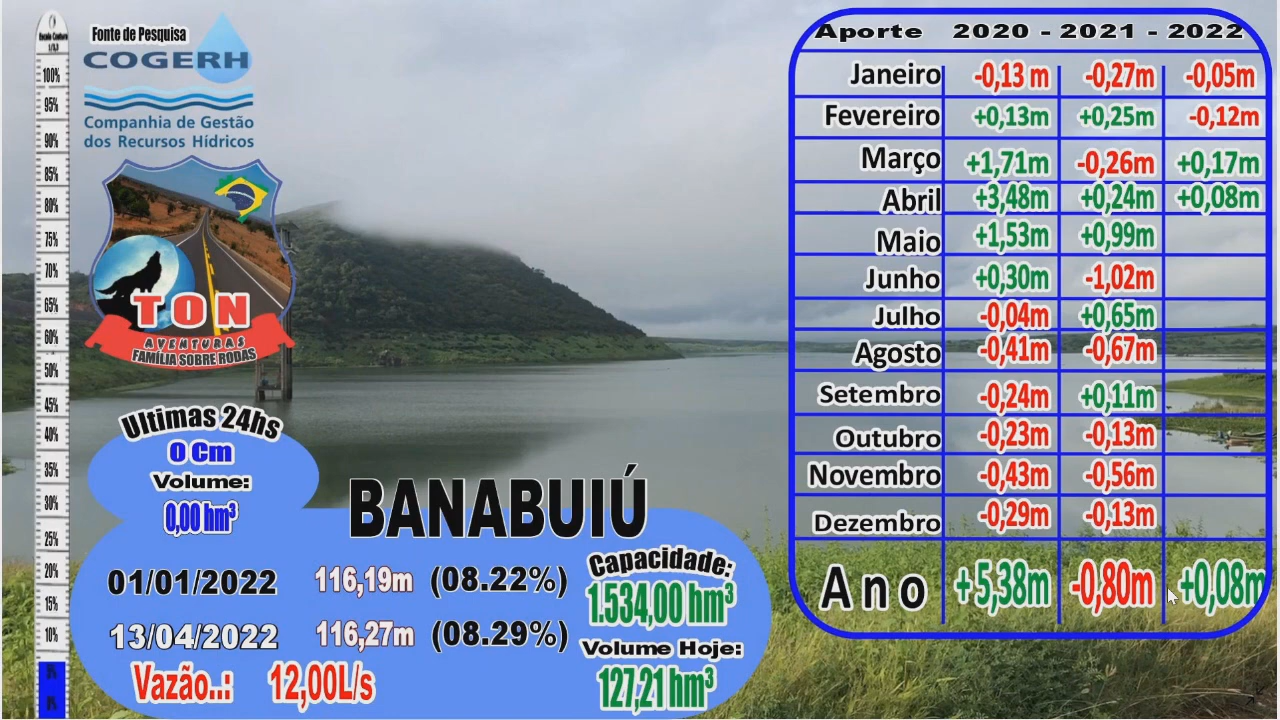 Fonte de Pesquisa
COGERH
Companhia de Gestão
dos Recursos Hídricos
100%
95%
90%
85%
80%
75%
70%
65%
60%
50%
45%
40%
35%
30%
25%
20%
15%
10%
TON
AVENTURAS
FAMÍLIA SOBRE RODAS
Ultimas 24hs
0 Cm
Volume:
0,00 hm³
BANABUIÚ
01/01/2022 116,19m (08.22%)
13/04/2022 116,27m (08.29%)
Vazão..: 12,00L/s
Capacidade:
1.534,00 hm³
Volume Hoje:
127,21 hm³
Aporte 2020 - 2021 - 2022
Janeiro -0,13 m -0,27m -0,05m
Fevereiro +0,13m +0,25m -0,12m
Março +1,71m -0,26m +0,17m
Abril +3,48m +0,24m +0,08m
Maio +1,53m +0,99m
Junho +0,30m -1,02m
Julho -0,04m +0,65m
Agosto -0,41m -0,67m
Setembro -0,24m +0,11m
Outubro -0,23m -0,13m
Novembro -0,43m -0,56m
Dezembro -0,29m -0,13m
Ano +5,38m -0,80m +0,08m